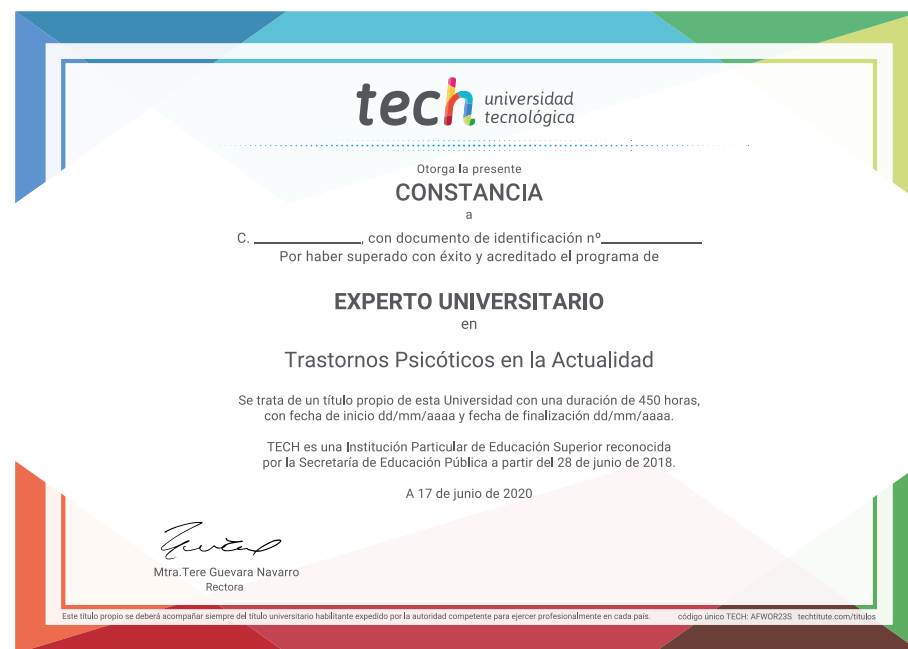 tech universidad
tecnológica
Otorga la presente
CONSTANCIA
a
C. ____________, con documento de identificación nº____________
Por haber superado con éxito y acreditado el programa de
EXPERTO UNIVERSITARIO
en
Trastornos Psicóticos en la Actualidad
Se trata de un título propio de esta Universidad con una duración de 450 horas,
con fecha de inicio dd/mm/aaaa y fecha de finalización dd/mm/aaaa.
TECH es una Institución Particular de Educación Superior reconocida
por la Secretaría de Educación Pública a partir del 28 de junio de 2018.
A 17 de junio de 2020
Mtra.Tere Guevara Navarro
Rectora
Este título propio se deberá acompañar siempre del título universitario habilitante expedido por la autoridad competente para ejercer profesionalmente en cada país. código único TECH: AFWOR23S techtitute.com/titulos